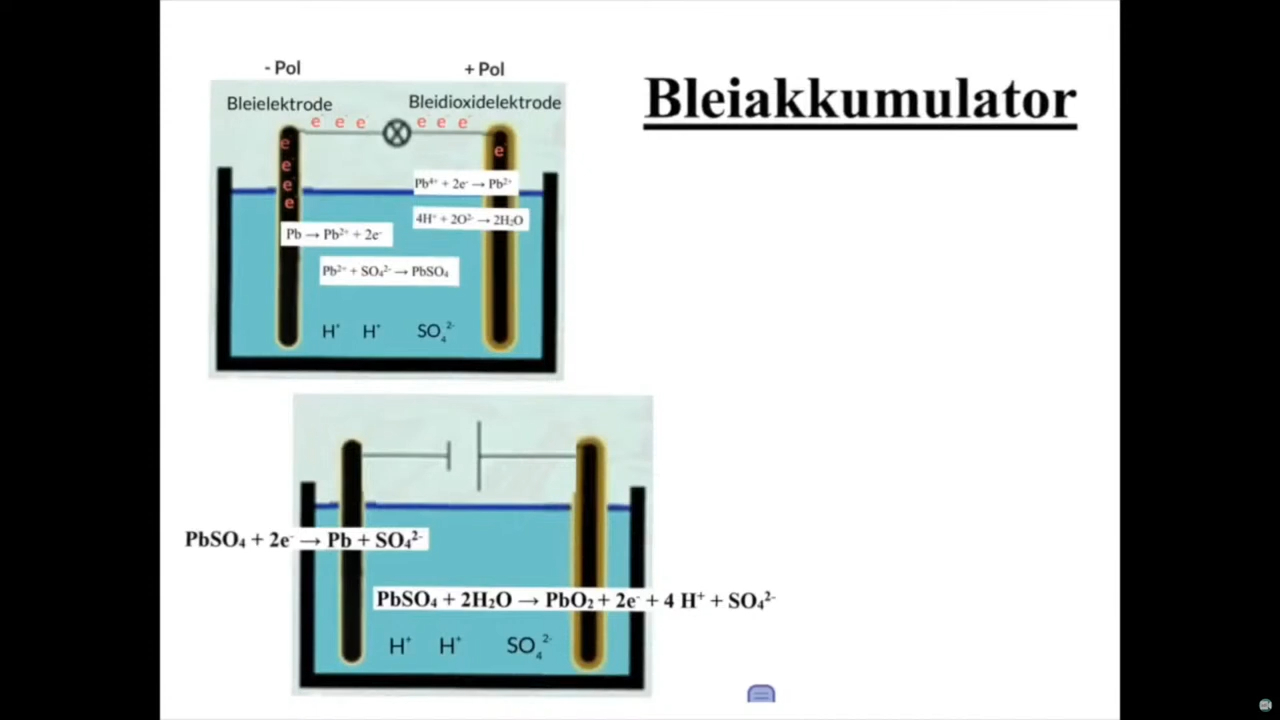 Bleiakkumulator
- Pol + Pol
Bleielektrode Bleidioxidelektrode
e⁻ e⁻ e⁻ e⁻ e⁻ e⁻
e⁻ e⁻
e⁻
e⁻
e
Pb⁴⁺ + 2e⁻ → Pb²⁺
4H⁺ + 2O²⁻ → 2H₂O
Pb → Pb²⁺ + 2e⁻
Pb²⁺ + SO₄²⁻ → PbSO₄
H⁺ H⁺ SO₄²⁻
PbSO₄ + 2e⁻ → Pb + SO₄²⁻
PbSO₄ + 2H₂O → PbO₂ + 2e⁻ + 4 H⁺ + SO₄²⁻
H⁺ H⁺ SO₄²⁻